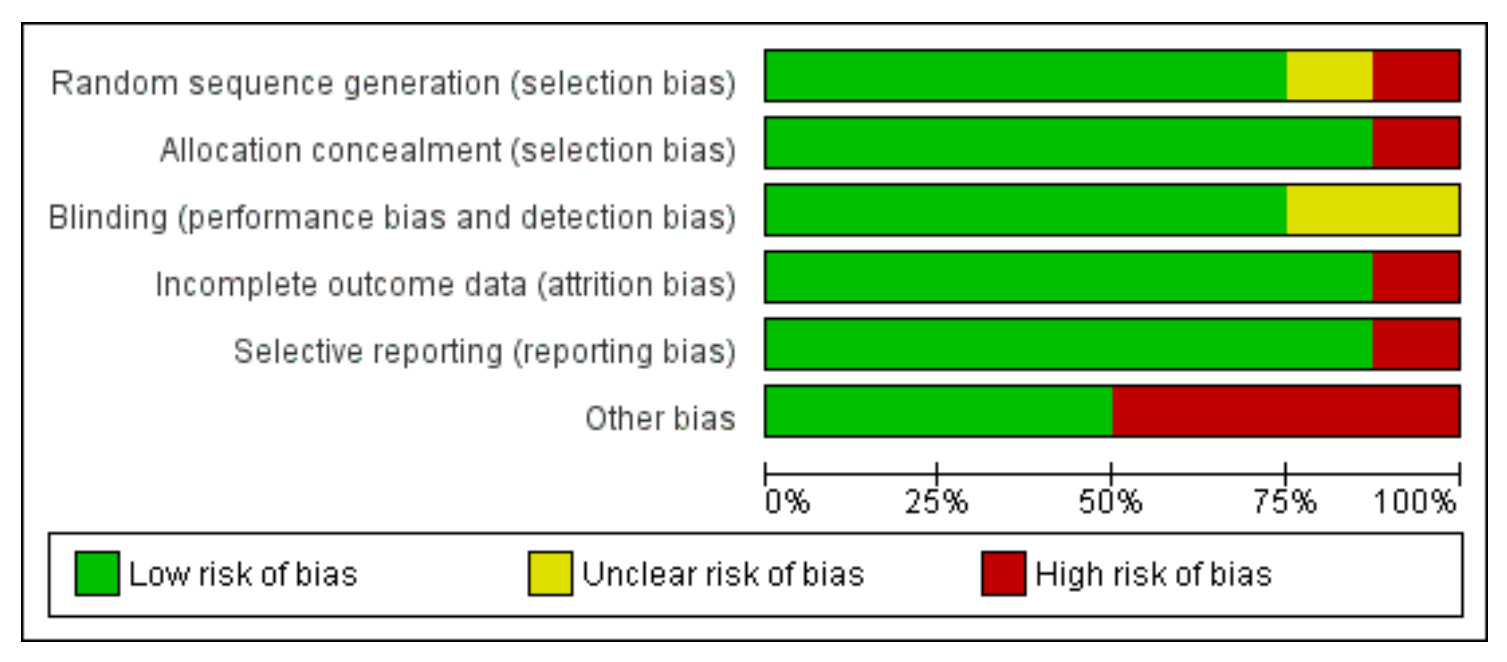 Random sequence generation (selection bias)
Allocation concealment (selection bias)
Blinding (performance bias and detection bias)
Incomplete outcome data (attrition bias)
Selective reporting (reporting bias)
Other bias
0% 25% 50% 75% 100%
Low risk of bias Unclear risk of bias High risk of bias